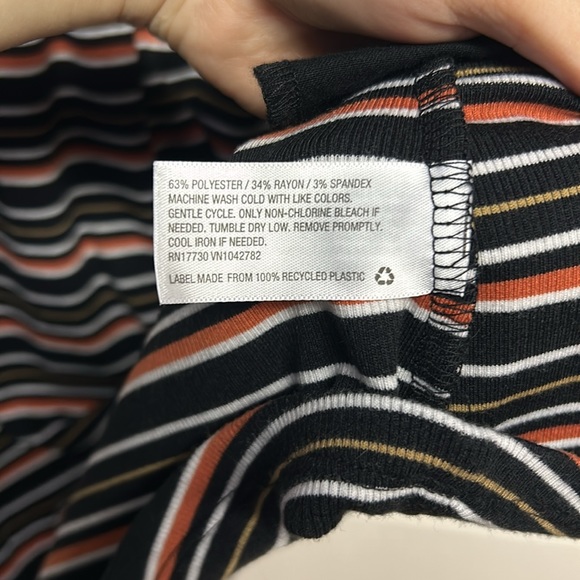 63% POLYESTER / 34% RAYON / 3% SPANDEX
MACHINE WASH COLD WITH LIKE COLORS.
GENTLE CYCLE. ONLY NON-CHLORINE BLEACH IF
NEEDED. TUMBLE DRY LOW. REMOVE PROMPTLY.
COOL IRON IF NEEDED.
RN17730 VN1042782
LABEL MADE FROM 100% RECYCLED PLASTIC